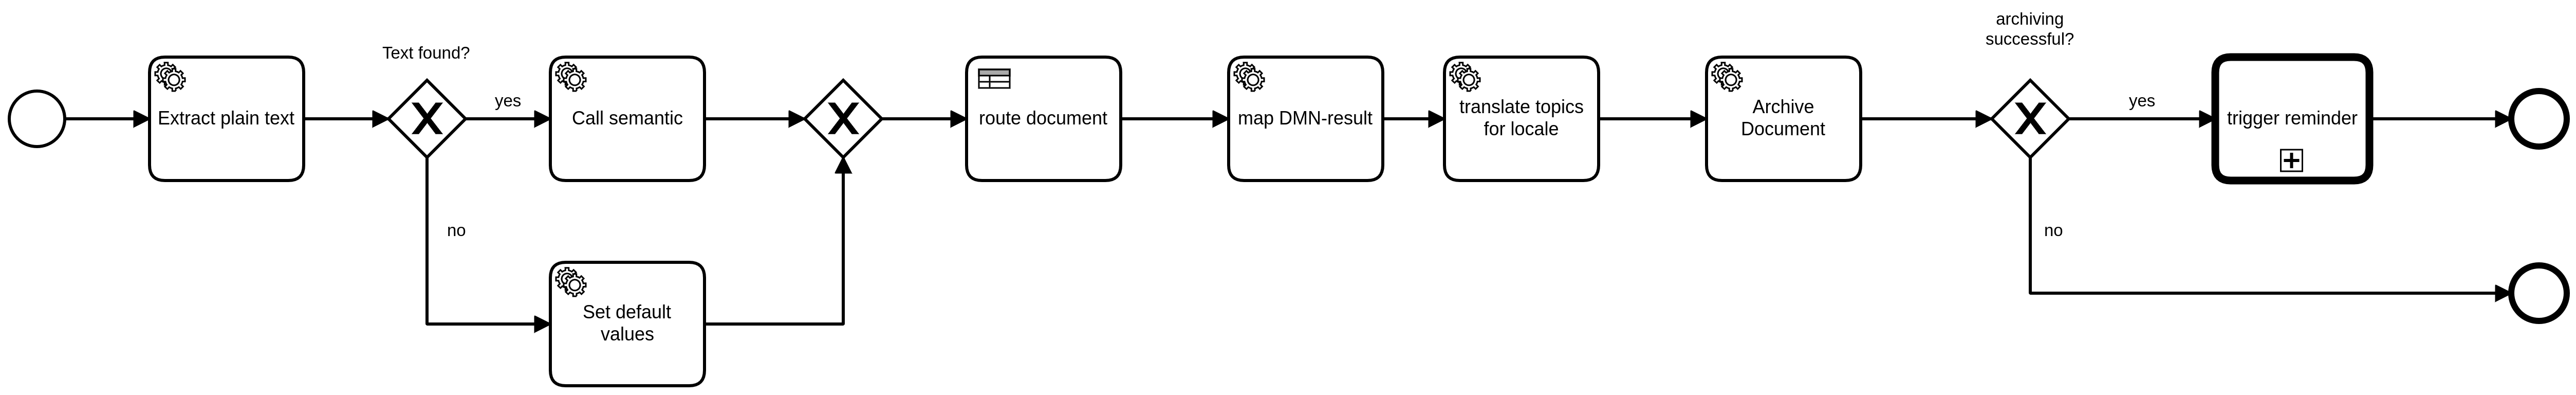 Extract plain text
Text found?
yes
no
Call semantic
Set default
values
route document
map DMN-result
translate topics
for locale
Archive
Document
archiving
successful?
yes
no
trigger reminder